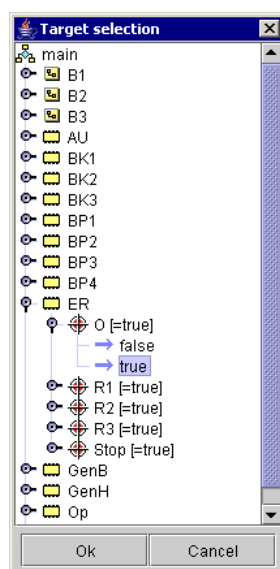 Target selection
main
B1
B2
B3
AU
BK1
BK2
BK3
BP1
BP2
BP3
BP4
ER
O [=true]
false
true
R1 [=true]
R2 [=true]
R3 [=true]
Stop [=true]
GenB
GenH
Op
Ok
Cancel